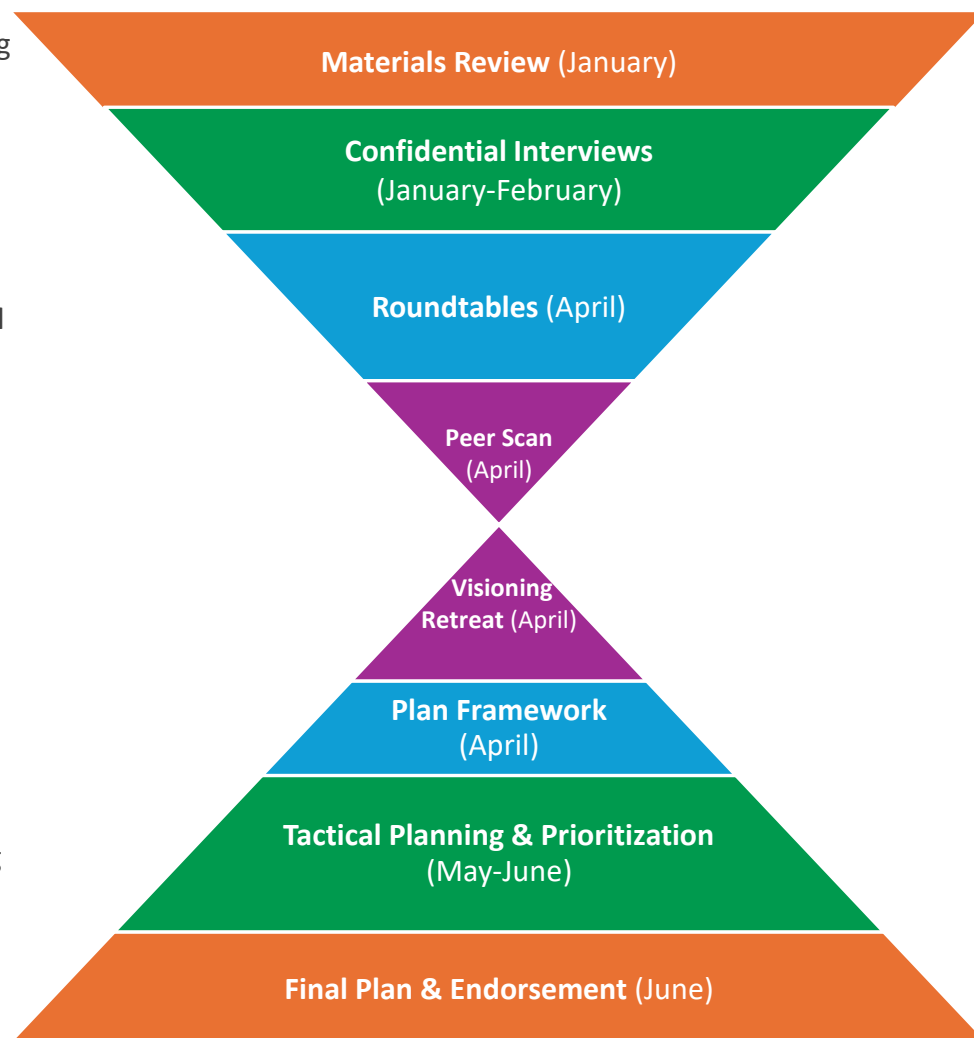 Materials Review (January)
Confidential Interviews
(January-February)
Roundtables (April)
Peer Scan
(April)
Visioning
Retreat (April)
Plan Framework
(April)
Tactical Planning & Prioritization
(May-June)
Final Plan & Endorsement (June)